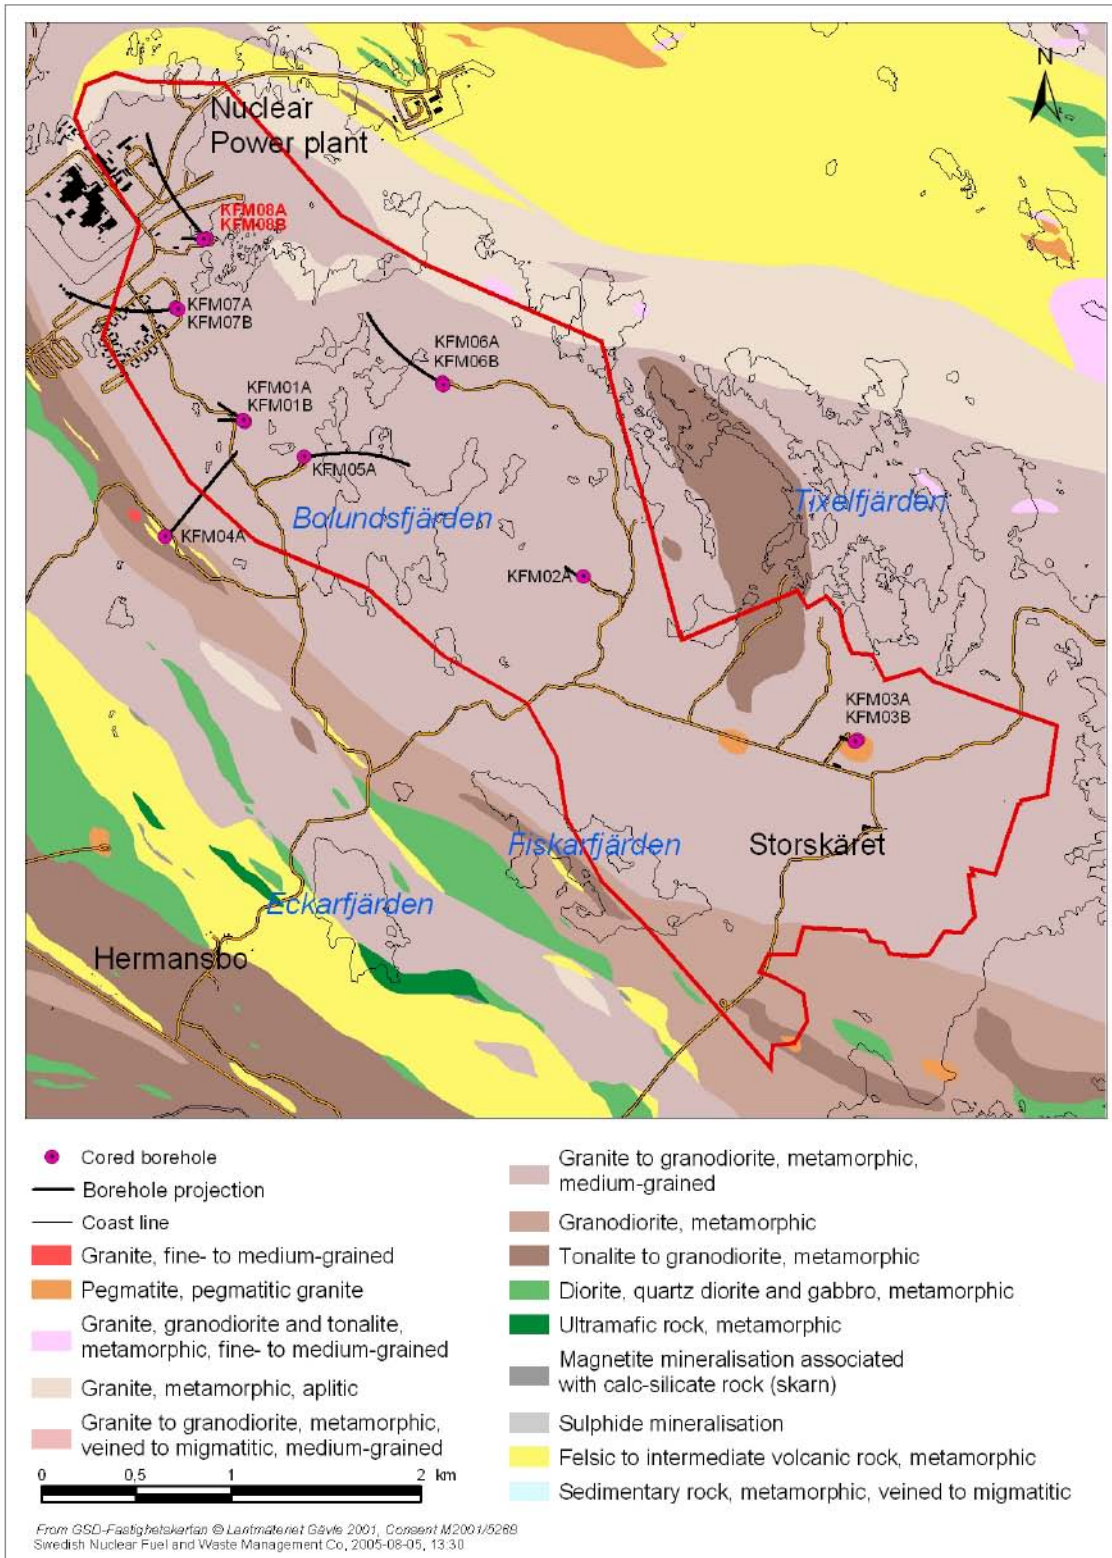 N
Nuclear
Power plant
KFM08A
KFM08B
KFM07A
KFM07B
KFM06A
KFM06B
KFM01A
KFM01B
KFM05A
Bolundsfjärden
Tixelfjärden
KFM04A
KFM02A
KFM03A
KFM03B
Fiskarfjärden
Storskäret
Eckarfjärden
Hermansbo
Cored borehole
Borehole projection
Coast line
Granite, fine- to medium-grained
Pegmatite, pegmatitic granite
Granite, granodiorite and tonalite,
metamorphic, fine- to medium-grained
Granite, metamorphic, aplitic
Granite to granodiorite, metamorphic,
veined to migmatitic, medium-grained
0 0,5 1 2 km
Granite to granodiorite, metamorphic,
medium-grained
Granodiorite, metamorphic
Tonalite to granodiorite, metamorphic
Diorite, quartz diorite and gabbro, metamorphic
Ultramafic rock, metamorphic
Magnetite mineralisation associated
with calc-silicate rock (skarn)
Sulphide mineralisation
Felsic to intermediate volcanic rock, metamorphic
Sedimentary rock, metamorphic, veined to migmatitic
From GSD-Fastighetskartan © Lantmäteriet Gävle 2001, Consent M2001/5268
Swedish Nuclear Fuel and Waste Management Co, 2005-08-05, 13:30